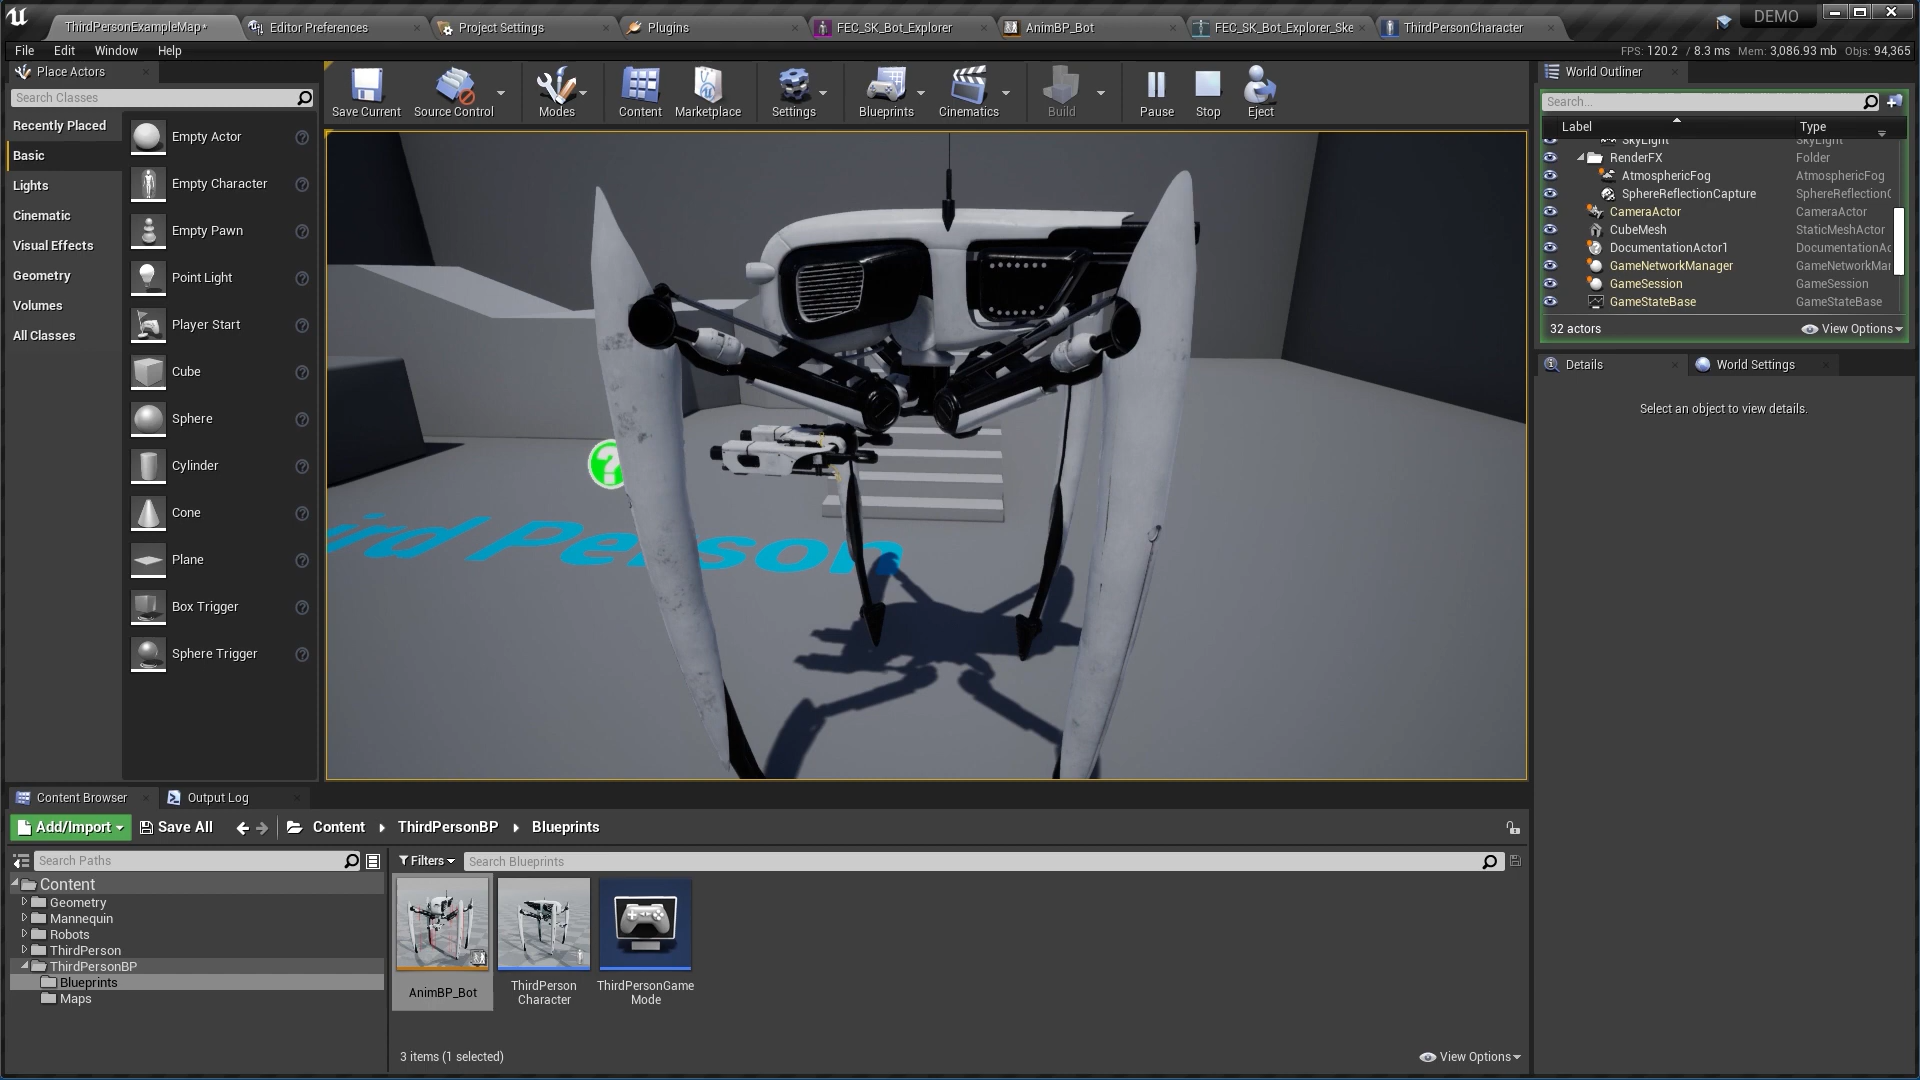 ThirdPersonExampleMap*
Editor Preferences
Project Settings
Plugins
FEC_SK_Bot_Explorer
AnimBP_Bot
FEC_SK_Bot_Explorer_Ske
ThirdPersonCharacter
DEMO
File Edit Window Help
FPS: 120.2 / 8.3 ms Mem: 3,086.93 mb Objs: 94,365
Place Actors
Search Classes
Recently Placed
Basic
Lights
Cinematic
Visual Effects
Geometry
Volumes
All Classes
Empty Actor
Empty Character
Empty Pawn
Point Light
Player Start
Cube
Sphere
Cylinder
Cone
Plane
Box Trigger
Sphere Trigger
Save Current
Source Control
Modes
Content
Marketplace
Settings
Blueprints
Cinematics
Build
Pause
Stop
Eject
?
ird Person
World Outliner
Search...
Label Type
SkyLight SkyLight
RenderFX Folder
AtmosphericFog AtmosphericFog
SphereReflectionCapture SphereReflectionC
CameraActor CameraActor
CubeMesh StaticMeshActor
DocumentationActor1 DocumentationAc
GameNetworkManager GameNetworkMan
GameSession GameSession
GameStateBase GameStateBase
32 actors View Options
Details
World Settings
Select an object to view details.
Content Browser
Output Log
Add/Import Save All Content ThirdPersonBP Blueprints
Search Paths
Content
Geometry
Mannequin
Robots
ThirdPerson
ThirdPersonBP
Blueprints
Maps
Filters
Search Blueprints
AnimBP_Bot
ThirdPerson
Character
ThirdPersonGame
Mode
3 items (1 selected)
View Options